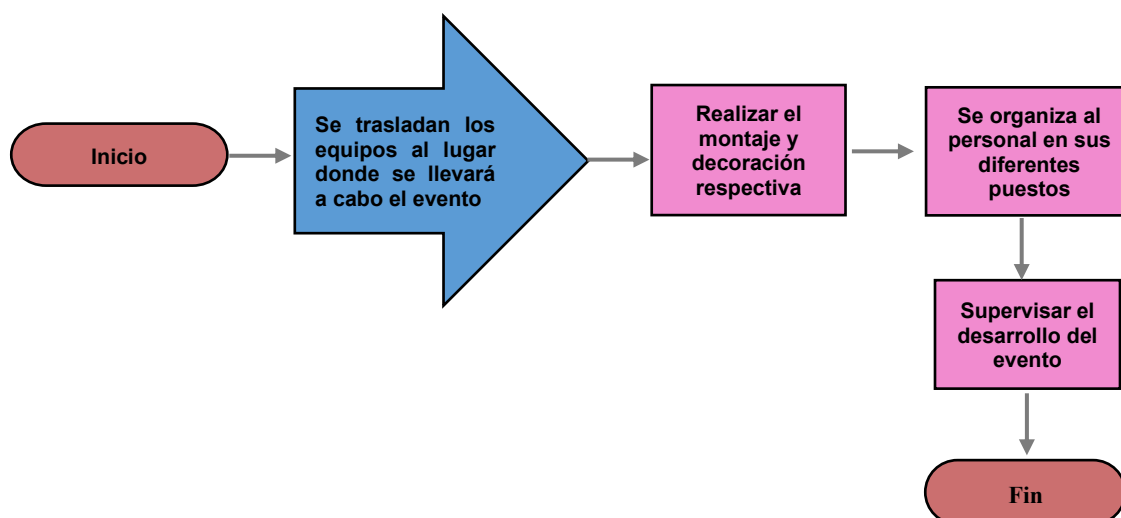 Inicio
Se trasladan los
equipos al lugar
donde se llevará
a cabo el evento
Realizar el
montaje y
decoración
respectiva
Se organiza al
personal en sus
diferentes
puestos
Supervisar el
desarrollo del
evento
Fin